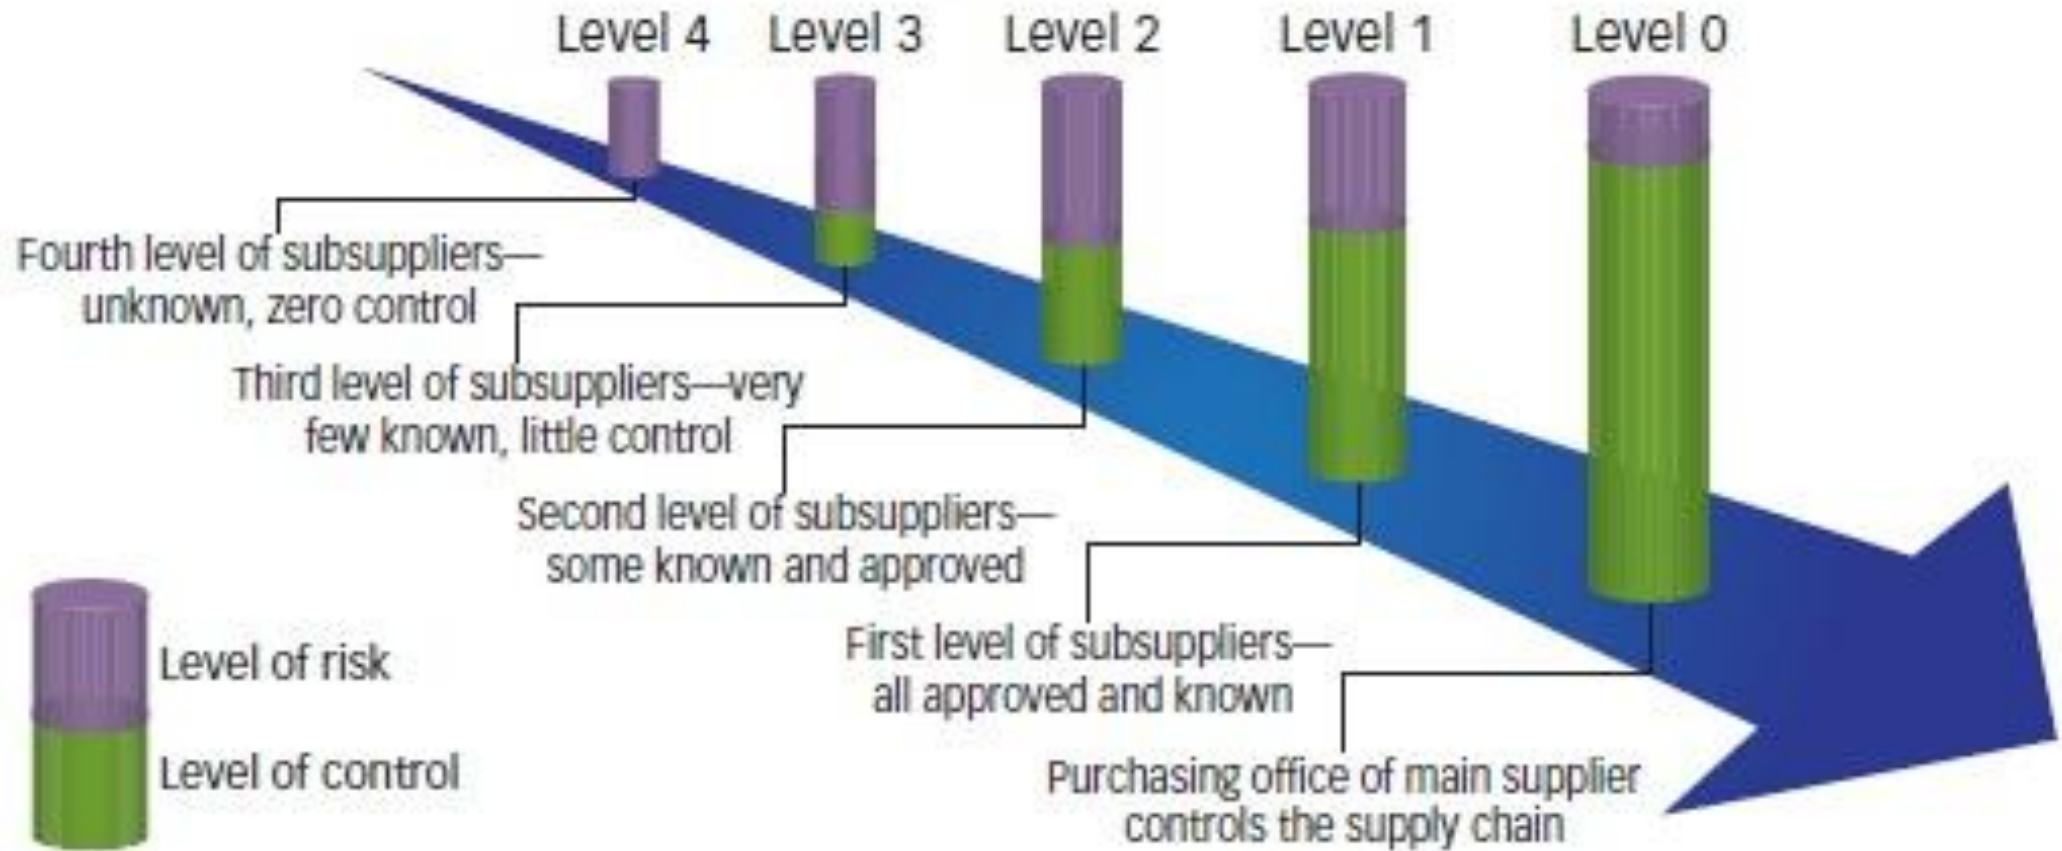 Level 4
Level 3
Level 2
Level 1
Level 0
Fourth level of subsuppliers—
unknown, zero control
Third level of subsuppliers—very
few known, little control
Second level of subsuppliers—
some known and approved
First level of subsuppliers—
all approved and known
Purchasing office of main supplier
controls the supply chain
Level of risk
Level of control